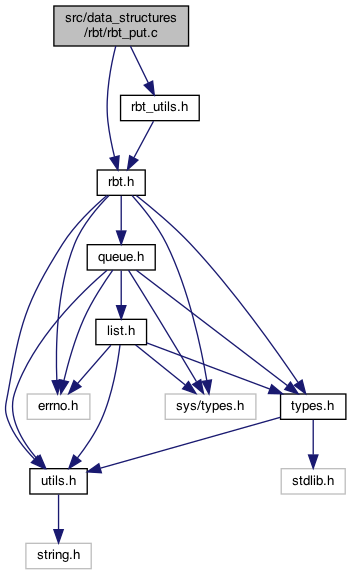 src/data_structures
/rbt/rbt_put.c
rbt_utils.h
rbt.h
queue.h
list.h
errno.h
sys/types.h
types.h
utils.h
stdlib.h
string.h